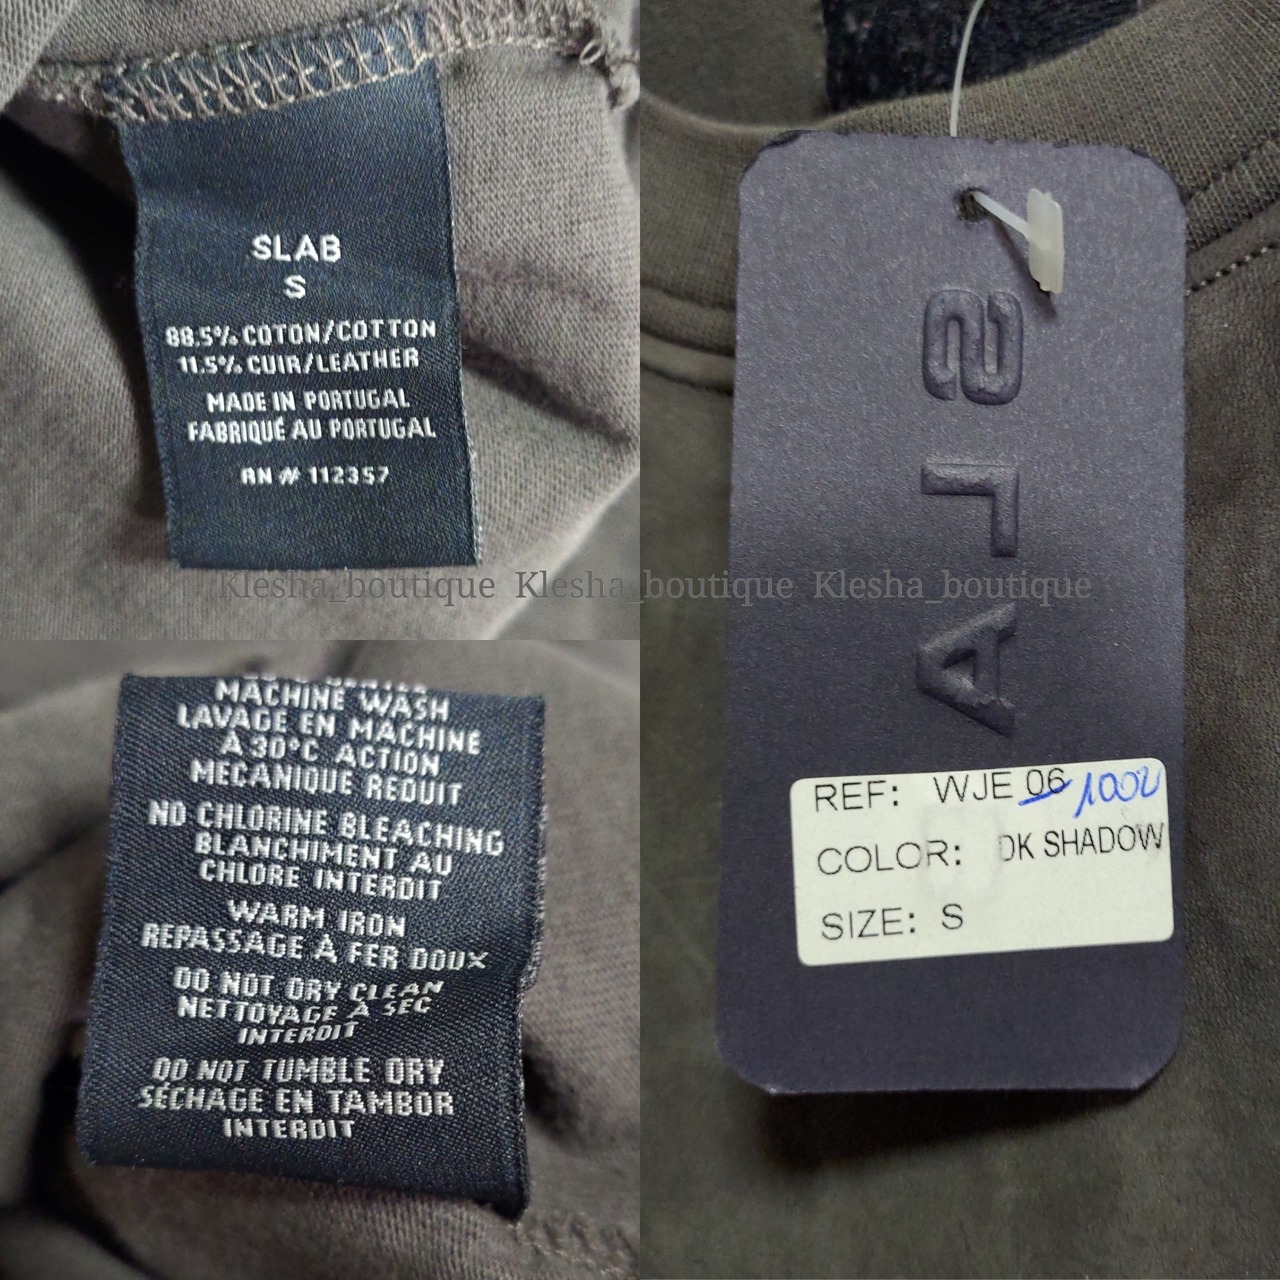 SLAB
S
88.5% COTON/COTTON
11.5% CUIR/LEATHER
MADE IN PORTUGAL
FABRIQUÉ AU PORTUGAL
RN # 112357
SLA
REF: WJE 06 1002
COLOR: DK SHADOW
SIZE: S
Klesha_boutique Klesha_boutique Klesha_boutique
MACHINE WASH
LAVAGE EN MACHINE
À 30°C ACTION
MECANIQUE REDUIT
NO CHLORINE BLEACHING
BLANCHIMENT AU
CHLORE INTERDIT
WARM IRON
REPASSAGE À FER DOUX
DO NOT DRY CLEAN
NETTOYAGE A SEC
INTERDIT
DO NOT TUMBLE DRY
SÉCHAGE EN TAMBOR
INTERDIT